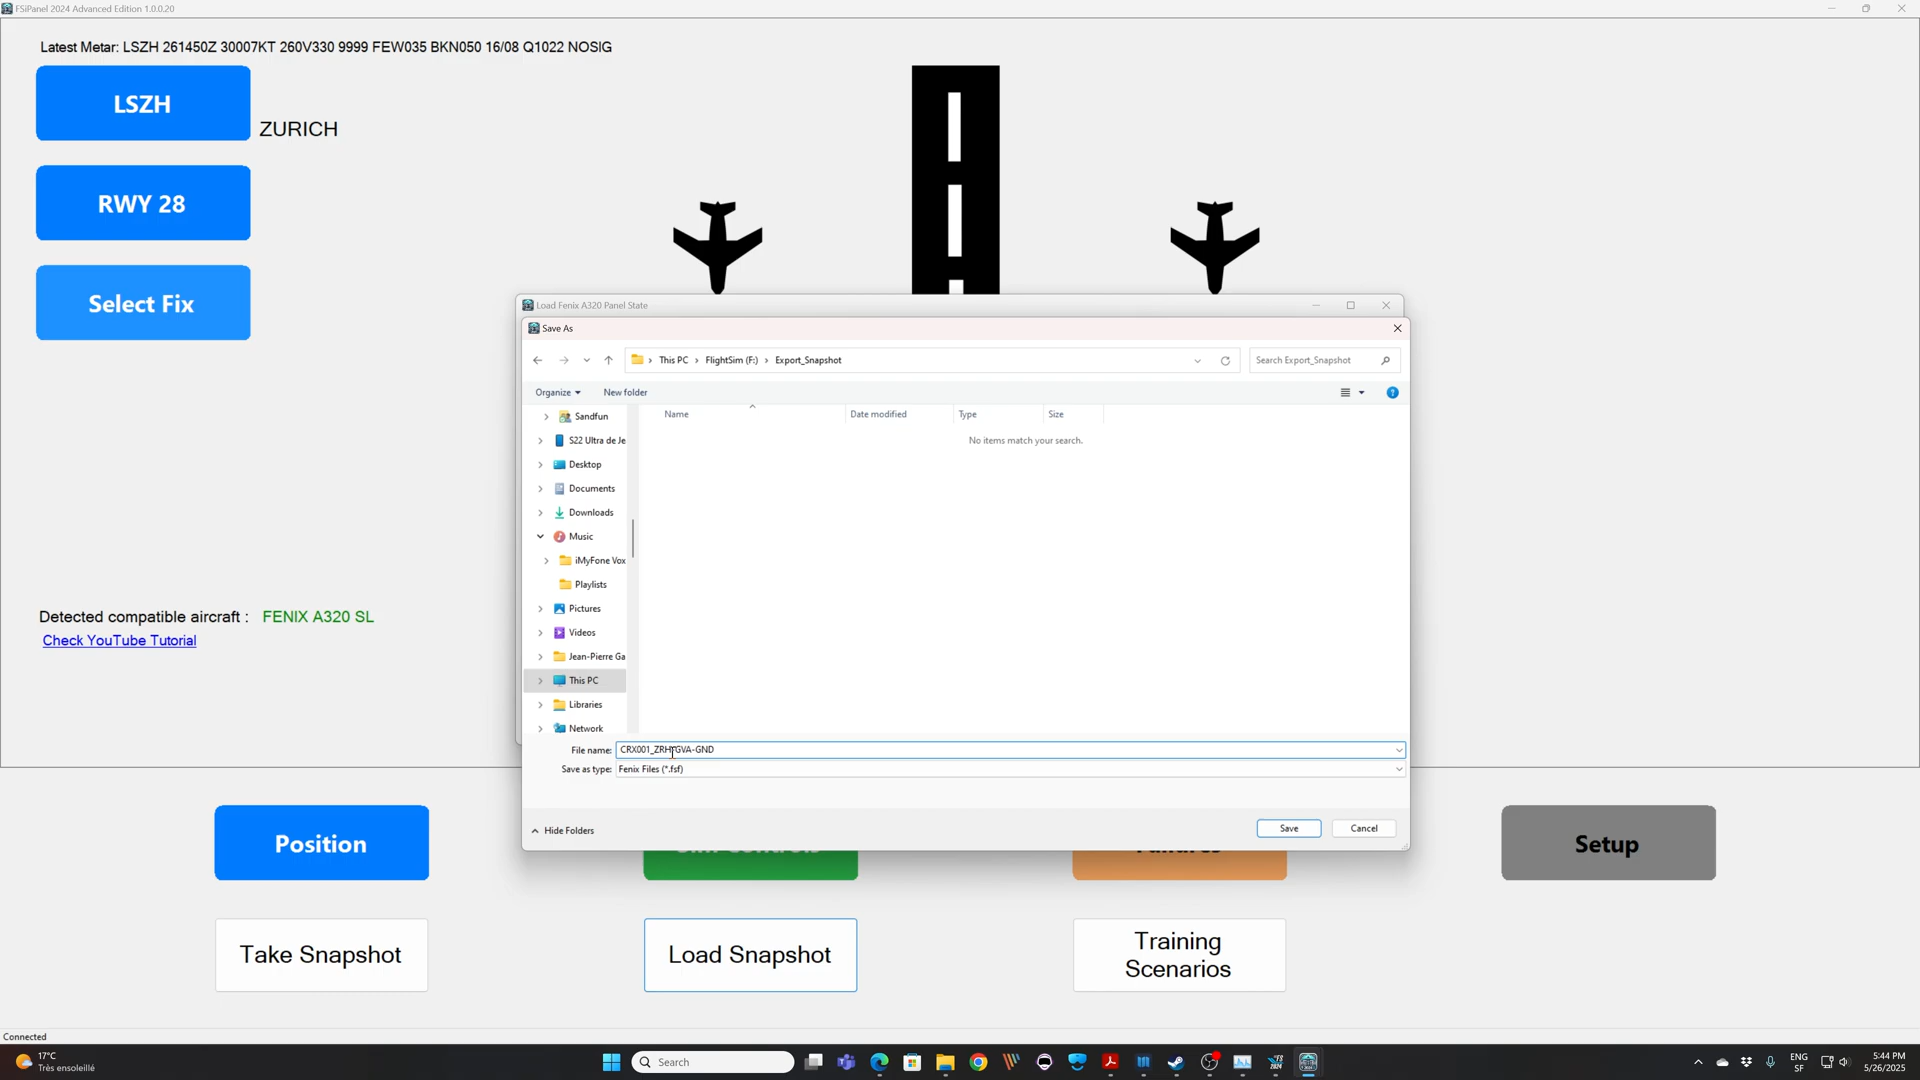 FSiPanel 2024 Advanced Edition 1.0.0.20
Latest Metar: LSZH 261450Z 30007KT 260V330 9999 FEW035 BKN050 16/08 Q1022 NOSIG
LSZH
ZURICH
RWY 28
Select Fix
Detected compatible aircraft : FENIX A320 SL
Check YouTube Tutorial
Load Fenix A320 Panel State
Save As
This PC > FlightSim (F:) > Export_Snapshot
Search Export_Snapshot
Organize
New folder
Name
Date modified
Type
Size
No items match your search.
Sandfun
S22 Ultra de Je
Desktop
Documents
Downloads
Music
iMyFone Vox
Playlists
Pictures
Videos
Jean-Pierre Ga
This PC
Libraries
Network
File name: CRX001_ZRH-GVA-GND
Save as type: Fenix Files (*.fsf)
Hide Folders
Save
Cancel
Position
Setup
Take Snapshot
Load Snapshot
Training
Scenarios
Connected
17°C
Très ensoleillé
Search
ENG
SF
5:44 PM
5/26/2025